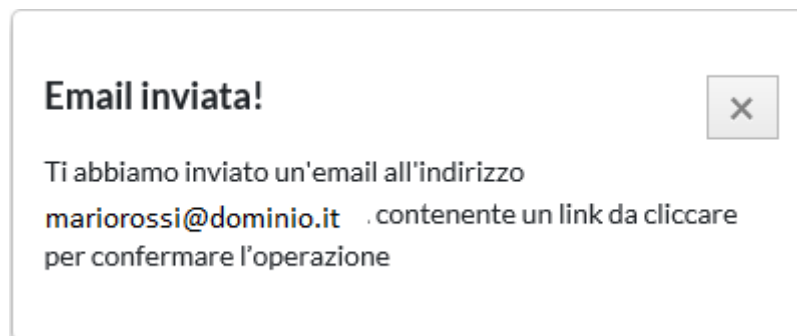 Email inviata!
×
Ti abbiamo inviato un'email all'indirizzo
mariorossi@dominio.it . contenente un link da cliccare
per confermare l’operazione